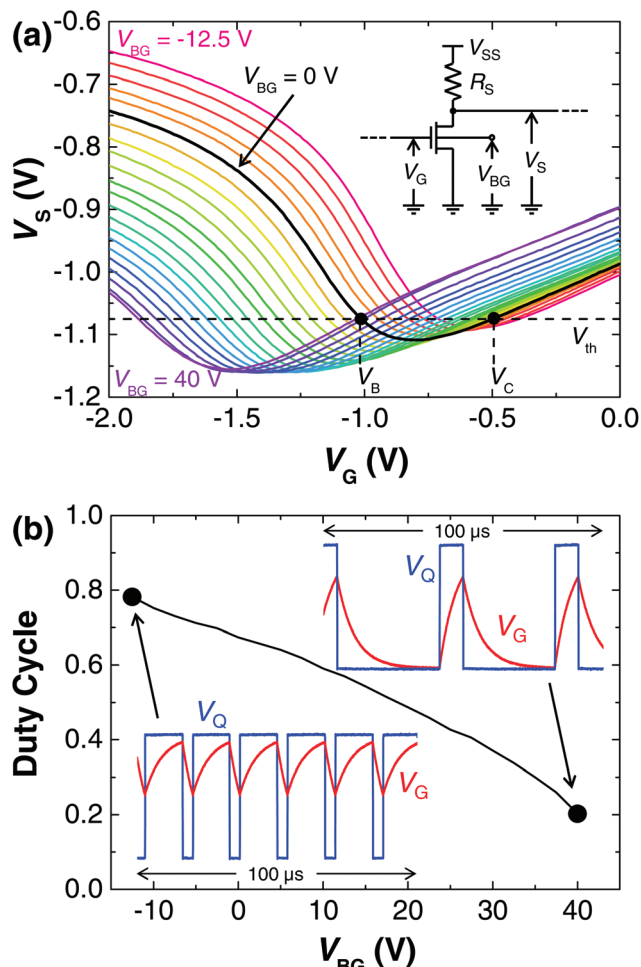 (a)
V_BG = -12.5 V
V_BG = 0 V
V_SS
R_S
V_G
V_BG
V_S
V_th
V_B
V_C
V_BG = 40 V
V_S (V)
-0.6
-0.7
-0.8
-0.9
-1.0
-1.1
-1.2
-2.0 -1.5 -1.0 -0.5 0.0
V_G (V)
(b)
100 µs
V_Q
V_G
V_Q
V_G
100 µs
Duty Cycle
1.0
0.8
0.6
0.4
0.2
0.0
-10 0 10 20 30 40
V_BG (V)